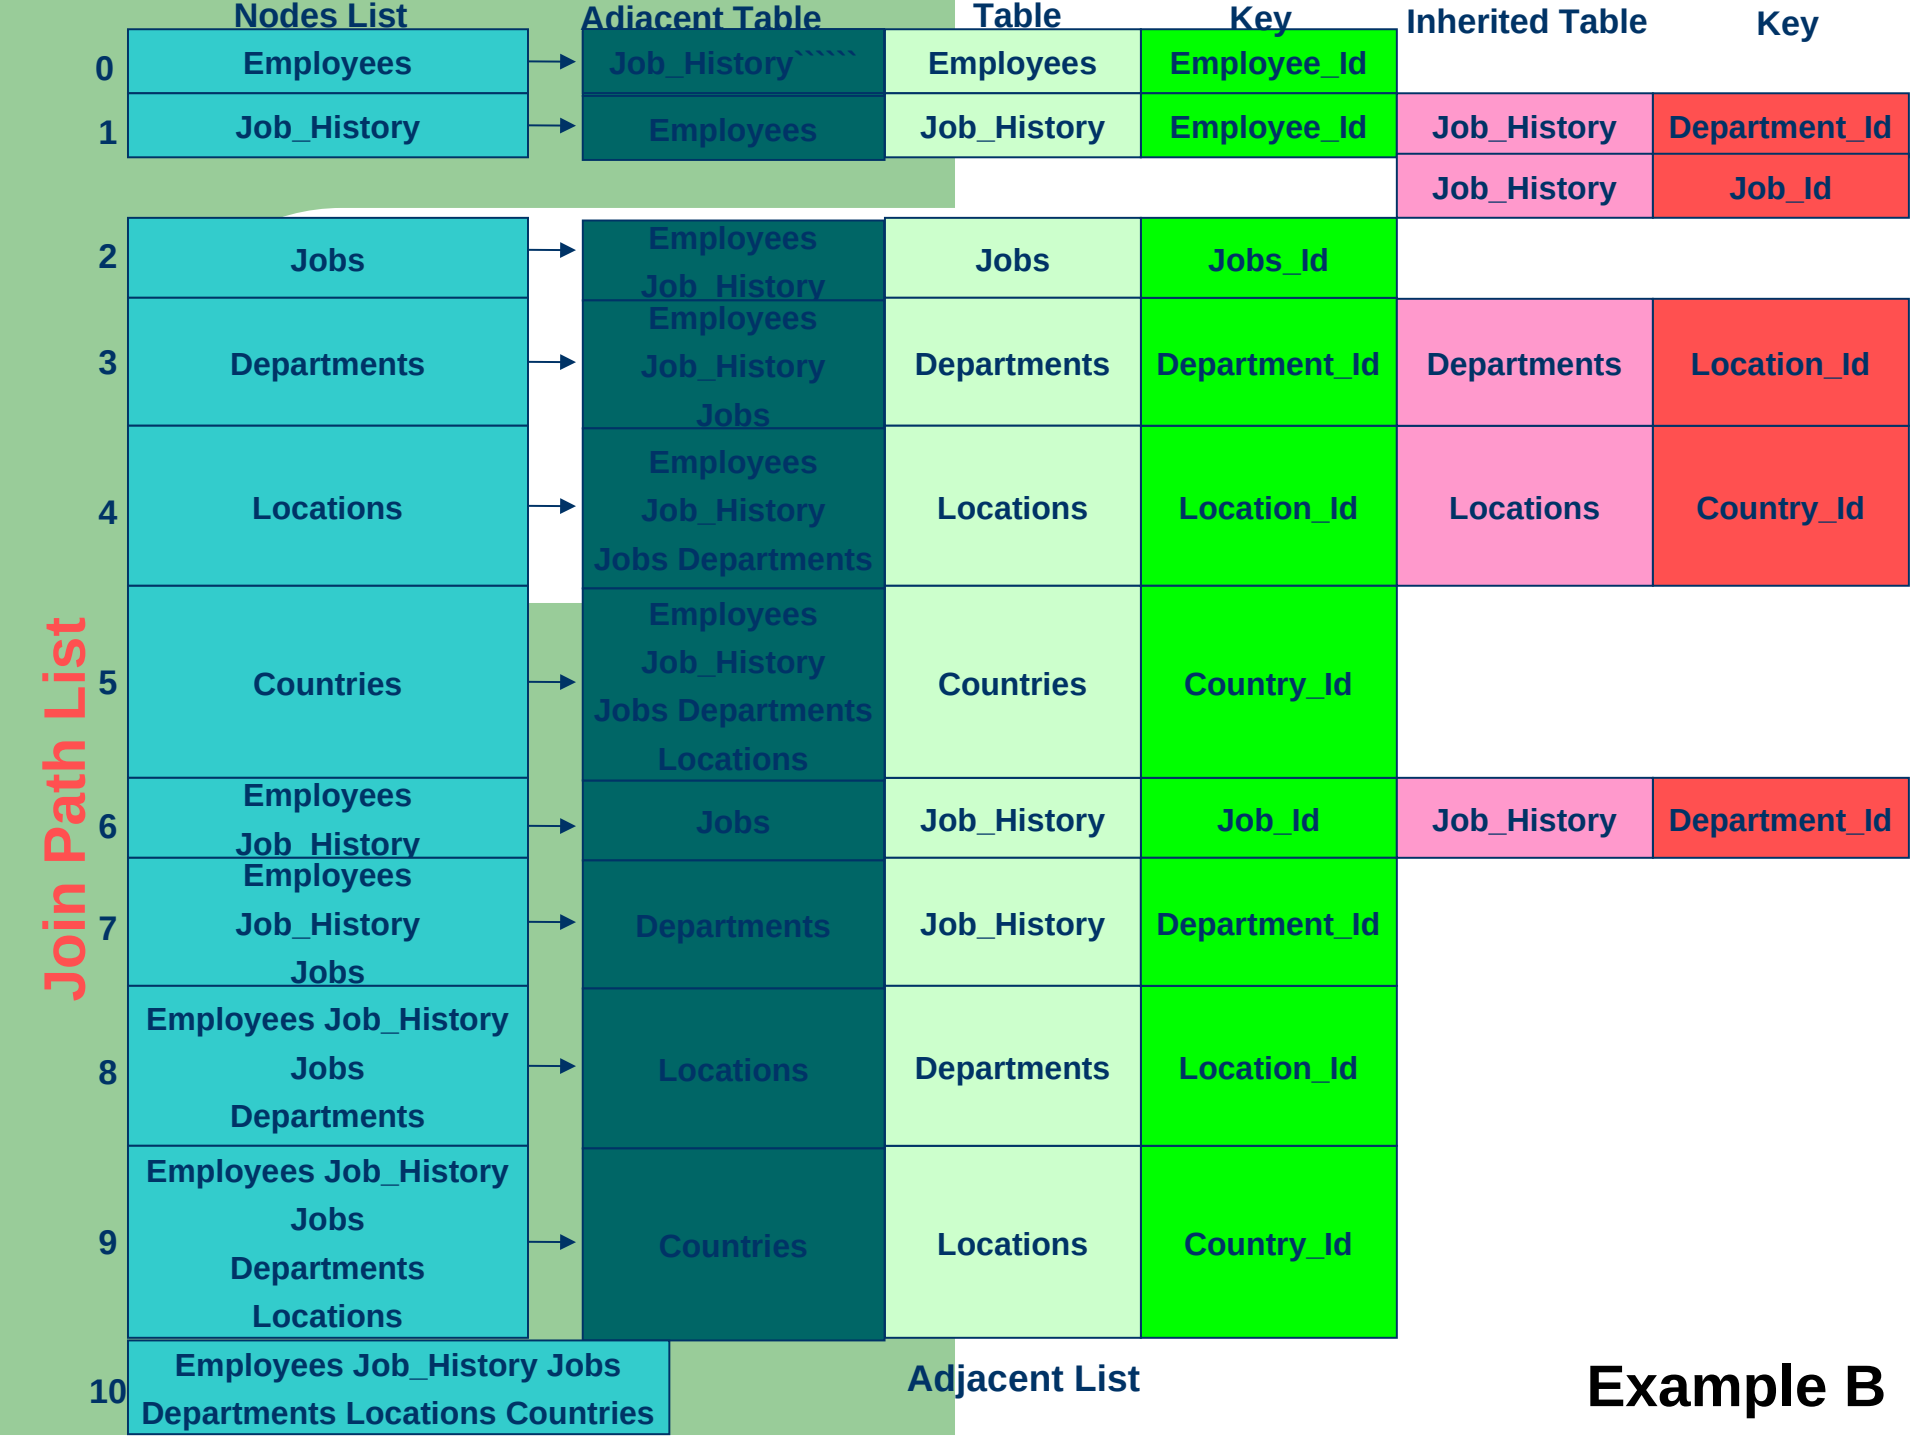 Nodes List
Adjacent Table
Table
Key
Inherited Table
Key
0
Employees
Job_History``````
Employees
Employee_Id
1
Job_History
Employees
Job_History
Employee_Id
Job_History
Department_Id
Job_History
Job_Id
2
Jobs
Employees
Job_History
Jobs
Jobs_Id
3
Departments
Employees
Job_History
Jobs
Departments
Department_Id
Departments
Location_Id
4
Locations
Employees
Job_History
Jobs Departments
Locations
Location_Id
Locations
Country_Id
5
Countries
Employees
Job_History
Jobs Departments
Locations
Countries
Country_Id
6
Employees
Job_History
Jobs
Job_History
Job_Id
Job_History
Department_Id
7
Employees
Job_History
Jobs
Departments
Job_History
Department_Id
8
Employees Job_History
Jobs
Departments
Locations
Departments
Location_Id
9
Employees Job_History
Jobs
Departments
Locations
Countries
Locations
Country_Id
10
Employees Job_History Jobs
Departments Locations Countries
Join Path List
Adjacent List
Example B